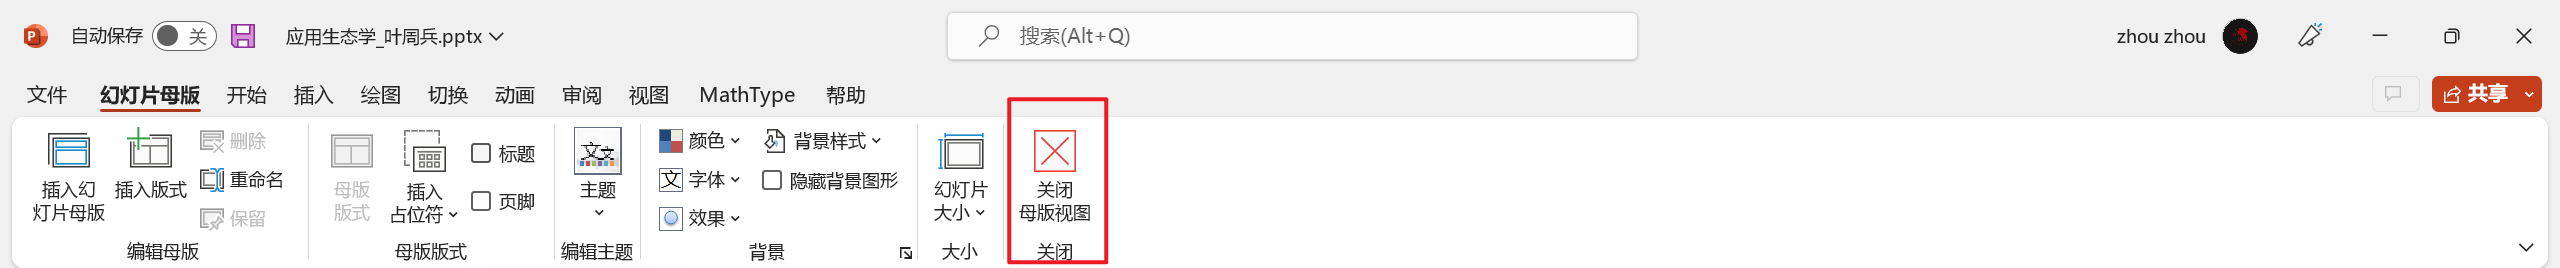 自动保存 关 应用生态学_叶周兵.pptx 搜索(Alt+Q) zhou zhou
文件 幻灯片母版 开始 插入 绘图 切换 动画 审阅 视图 MathType 帮助 共享
插入幻
灯片母版
插入版式
删除
重命名
保留
编辑母版
母版
版式
插入
占位符
标题
页脚
母版版式
文文
主题
编辑主题
颜色
文 字体
效果
背景样式
隐藏背景图形
背景
幻灯片
大小
大小
关闭
母版视图
关闭